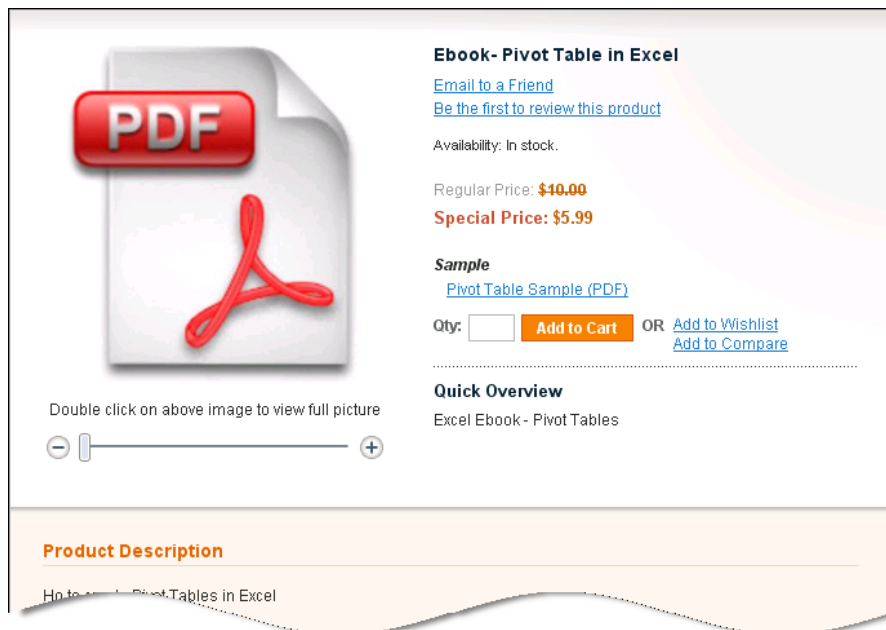 PDF
Ebook- Pivot Table in Excel
Email to a Friend
Be the first to review this product
Availability: In stock.
Regular Price: $10.00
Special Price: $5.99
Sample
Pivot Table Sample (PDF)
Qty: Add to Cart OR Add to Wishlist
Add to Compare
Double click on above image to view full picture
Quick Overview
Excel Ebook - Pivot Tables
Product Description
Ho to Pivot Tables in Excel